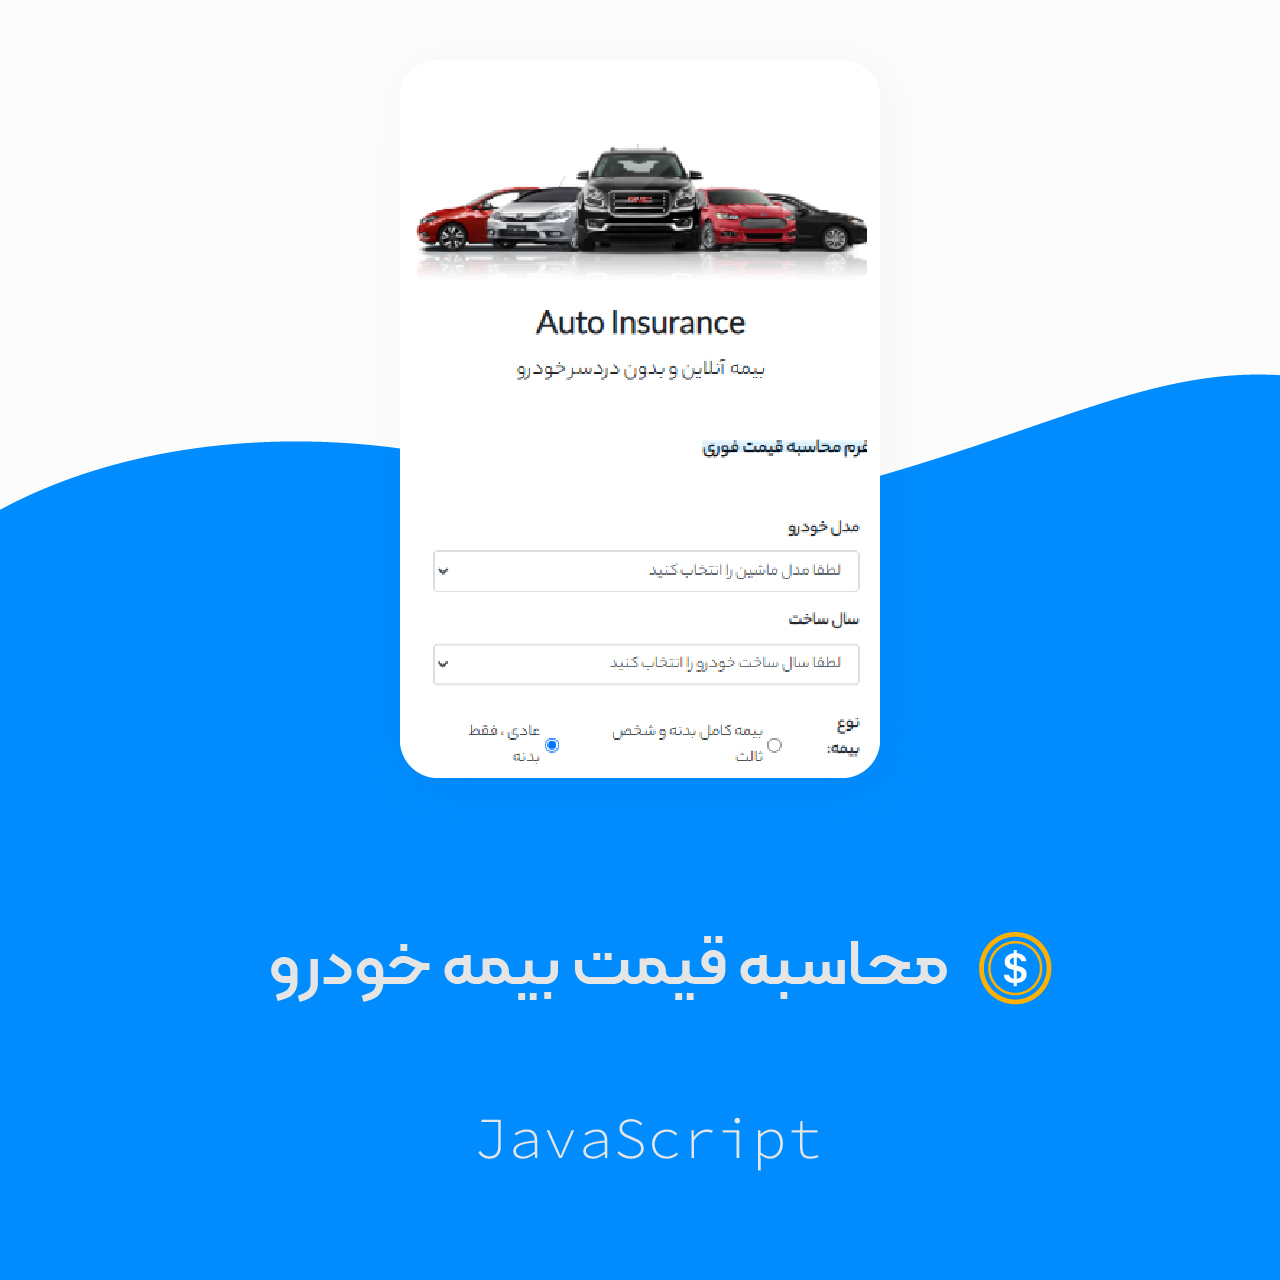 GMC
Auto Insurance
بیمه آنلاین و بدون دردسر خودرو
فرم محاسبه قیمت فوری
مدل خودرو
لطفا مدل ماشین را انتخاب کنید
سال ساخت
لطفا سال ساخت خودرو را انتخاب کنید
نوع بیمه:
بیمه کامل بدنه و شخص ثالث
عادی ، فقط بدنه
$ محاسبه قیمت بیمه خودرو
JavaScript